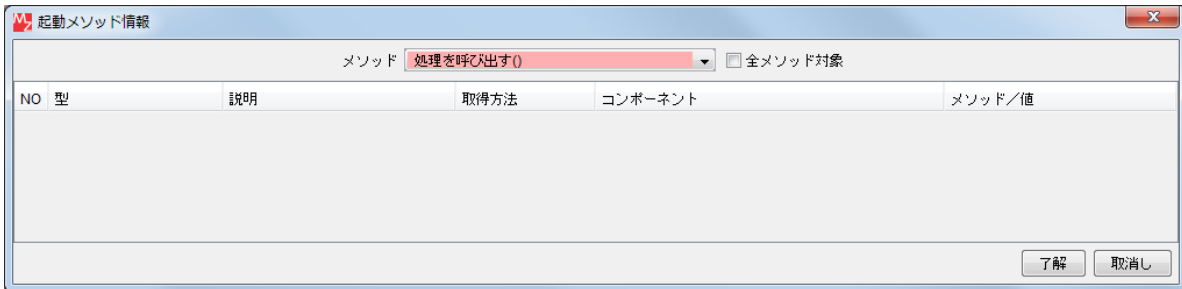 起動メソッド情報
メソッド 処理を呼び出す() 全メソッド対象
NO 型 説明 取得方法 コンポーネント メソッド／値
了解 取消し